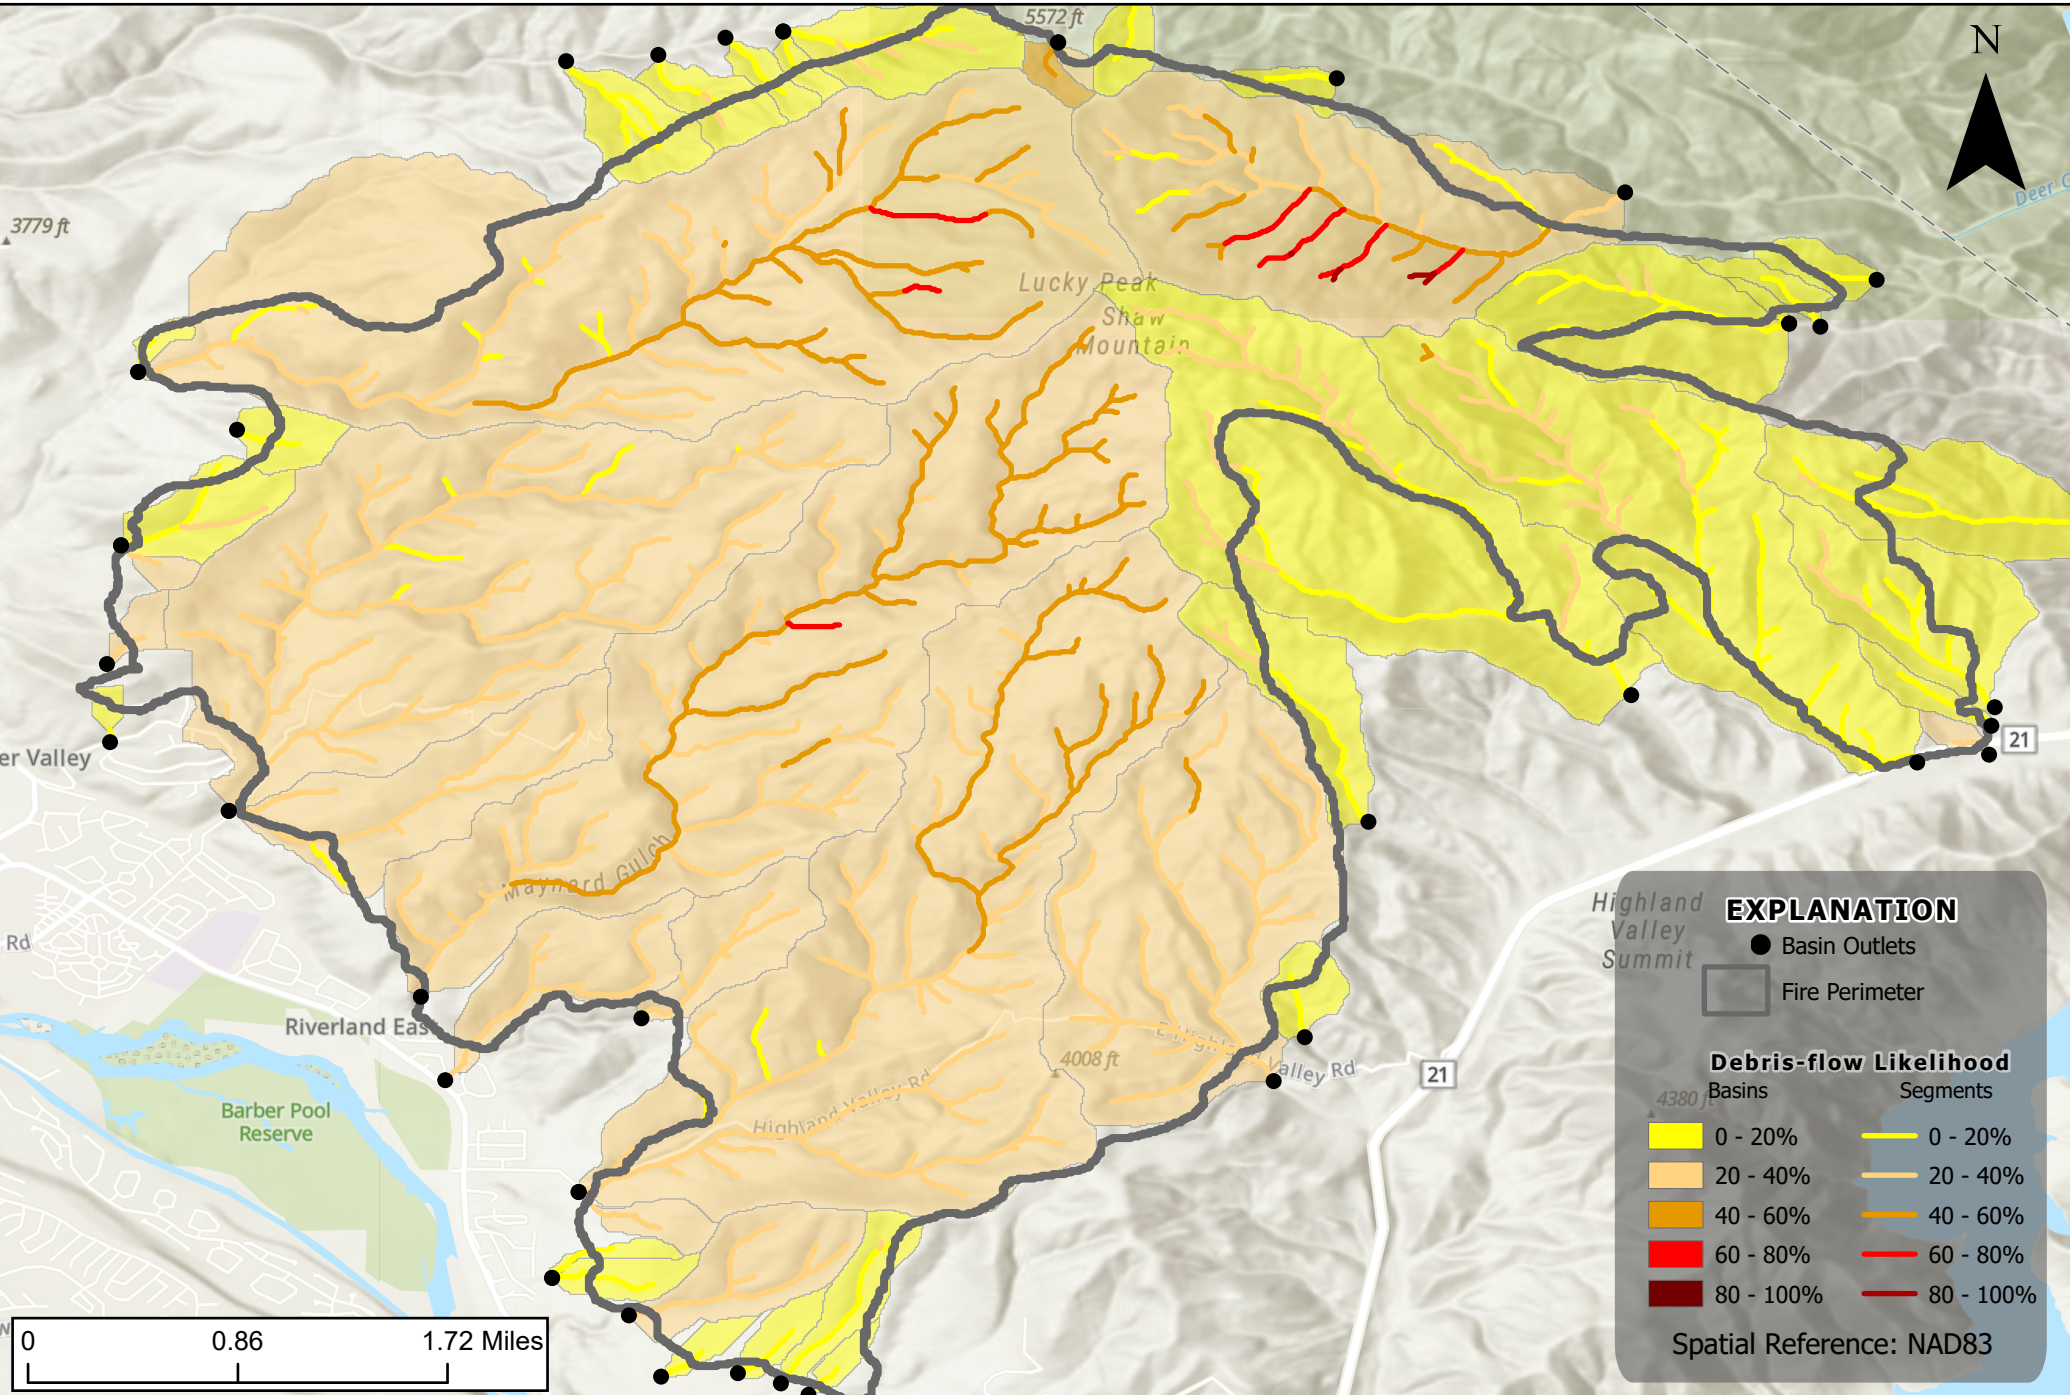 5572 ft
N
Deer
3779 ft
Lucky Peak
Shaw
Mountain
er Valley
21
Maynard Gulch
Rd
Highland
Valley
Summit
Riverland Eas
E Highland Valley Rd
4008 ft
21
Highland Valley Rd
Barber Pool
Reserve
EXPLANATION
Basin Outlets
Fire Perimeter
Debris-flow Likelihood
Basins Segments
4380 ft
0 - 20% 0 - 20%
20 - 40% 20 - 40%
40 - 60% 40 - 60%
60 - 80% 60 - 80%
80 - 100% 80 - 100%
Spatial Reference: NAD83
0 0.86 1.72 Miles